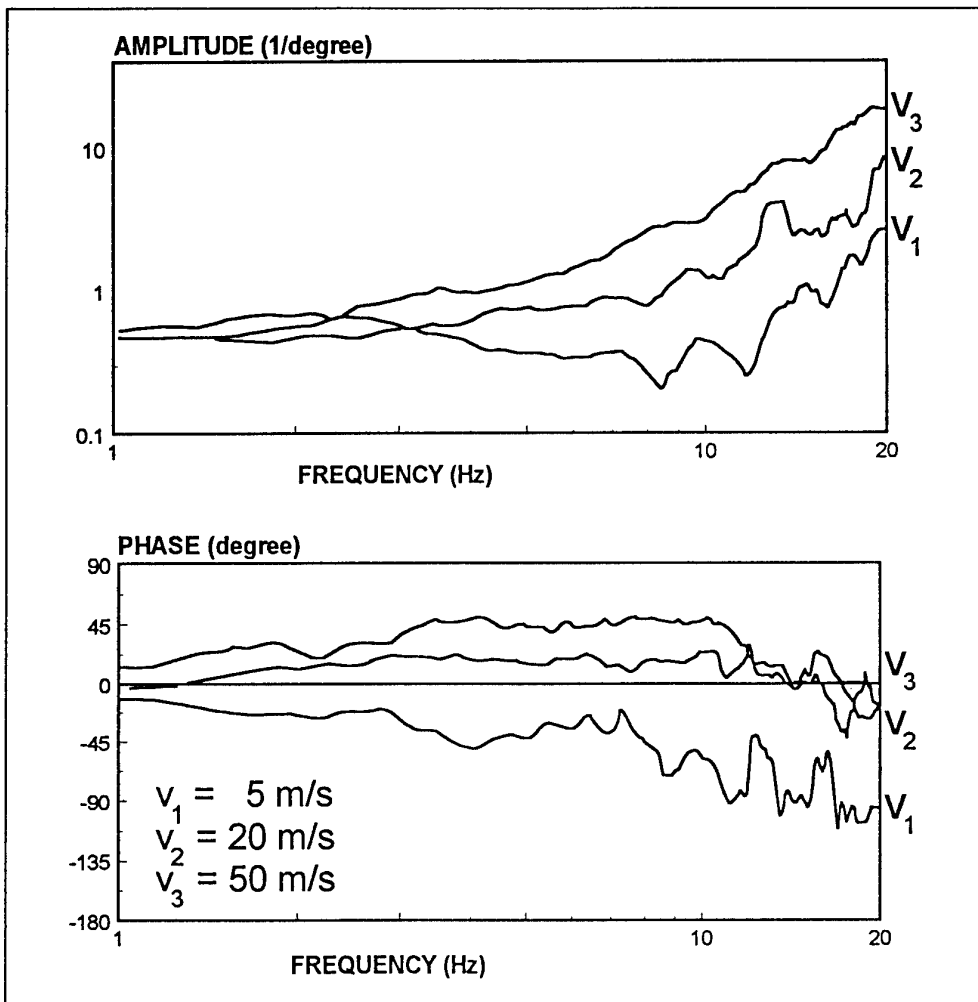 AMPLITUDE (1/degree)
10
1
0.1
1
10
20
FREQUENCY (Hz)
V3
V2
V1
PHASE (degree)
90
45
0
-45
-90
-135
-180
1
10
20
FREQUENCY (Hz)
V3
V2
V1
v1 = 5 m/s
v2 = 20 m/s
v3 = 50 m/s